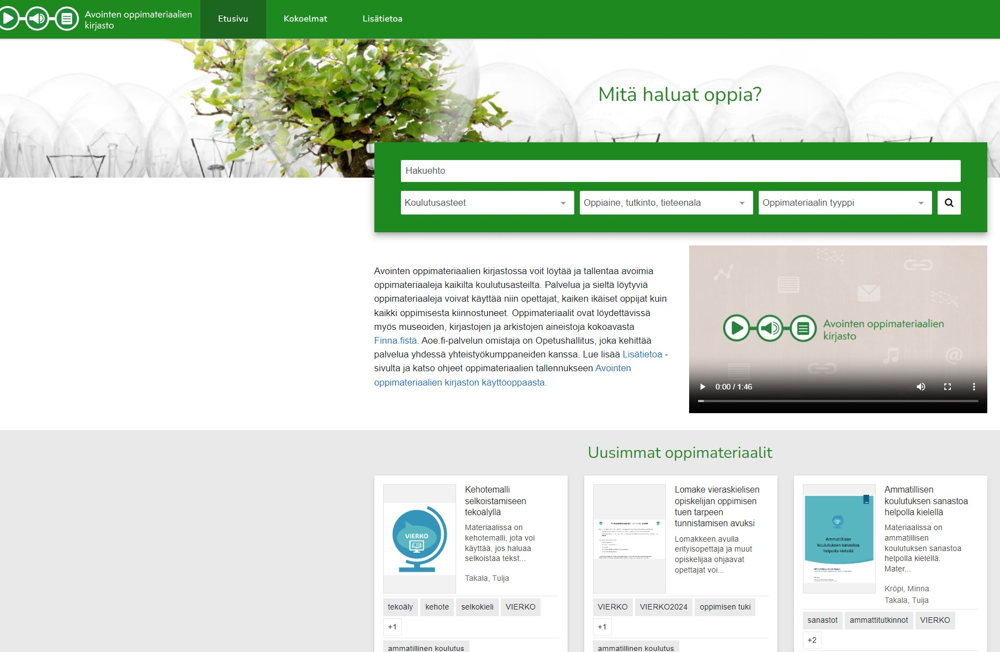 Avointen oppimateriaalien
kirjasto
Etusivu
Kokoelmat
Lisätietoa
Mitä haluat oppia?
Hakuehto
Koulutusasteet
Oppiaine, tutkinto, tieteenala
Oppimateriaalin tyyppi
Avointen oppimateriaalien kirjastossa voit löytää ja tallentaa avoimia
oppimateriaaleja kaikilta koulutusasteilta. Palvelua ja sieltä löytyviä
oppimateriaaleja voivat käyttää niin opettajat, kaiken ikäiset oppijat kuin
kaikki oppimisesta kiinnostuneet. Oppimateriaalit ovat löydettävissä
myös museoiden, kirjastojen ja arkistojen aineistoja kokoavasta
Finna.fistä. Aoe.fi-palvelun omistaja on Opetushallitus, joka kehittää
palvelua yhdessä yhteistyökumppaneiden kanssa. Lue lisää Lisätietoa -
sivulta ja katso ohjeet oppimateriaalien tallennukseen Avointen
oppimateriaalien kirjaston käyttöoppaasta.
Avointen oppimateriaalien
kirjasto
0:00 / 1:46
Uusimmat oppimateriaalit
VIERKO
Kehotemalli
selkoistamiseen
tekoälyllä
Materiaalissa on
kehotemalli, jota voi
käyttää, jos haluaa
selkoistaa tekst...
Takala, Tuija
tekoäly
kehote
selkokieli
VIERKO
+1
ammatillinen koulutus
Lomake vieraskielisen
opiskelijan oppimisen
tuen tarpeen
tunnistamisen avuksi
Lomakkeen avulla
erityisopettaja ja muut
opiskelijaa ohjaavat
opettajat voi...
VIERKO
VIERKO2024
oppimisen tuki
+1
ammatillinen koulutus
Ammatillisen
koulutuksen sanastoa
helpolla kielellä
Ammatillisen
koulutuksen sanastoa
helpolla kielellä
Materiaalissa on
ammatillisen
koulutuksen sanastoa
helpolla kielellä.
Mater...
Kröpi, Minna
Takala, Tuija
sanastot
ammattitutkinnot
VIERKO
+2